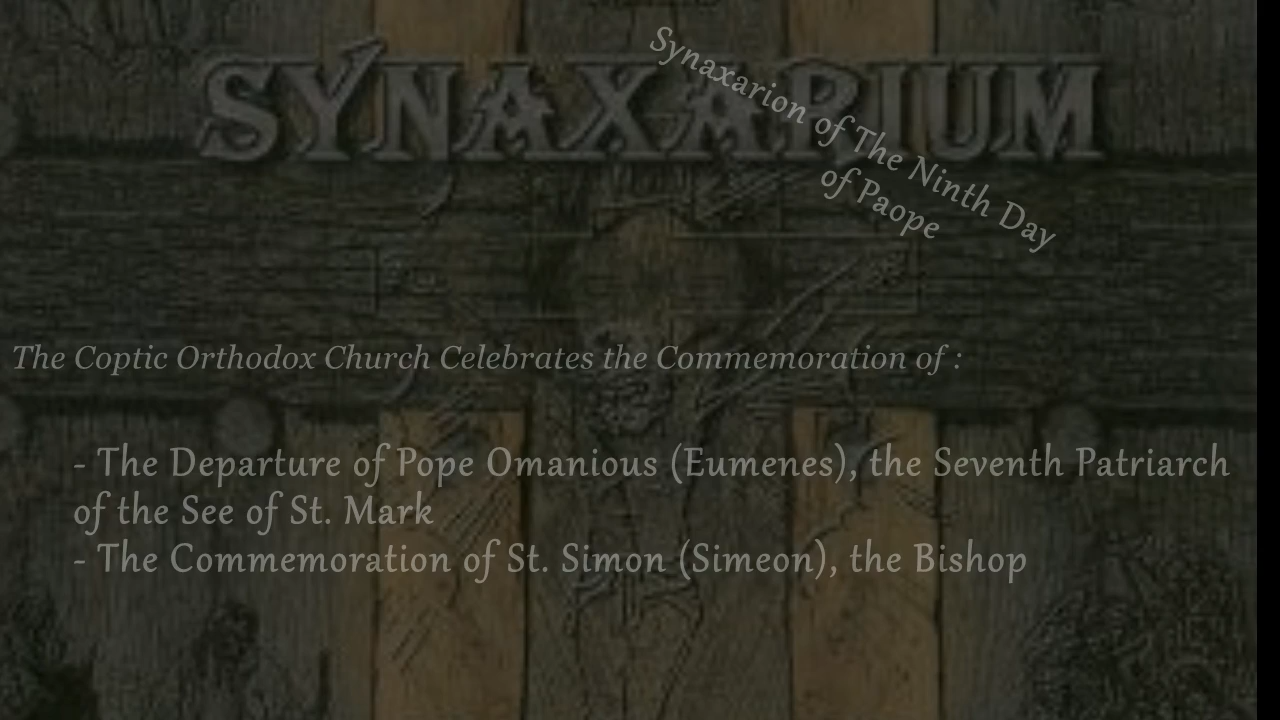 SYNAXARIUM
Synaxarion of The Ninth Day
of Paope
The Coptic Orthodox Church Celebrates the Commemoration of :
- The Departure of Pope Omanious (Eumenes), the Seventh Patriarch
of the See of St. Mark
- The Commemoration of St. Simon (Simeon), the Bishop